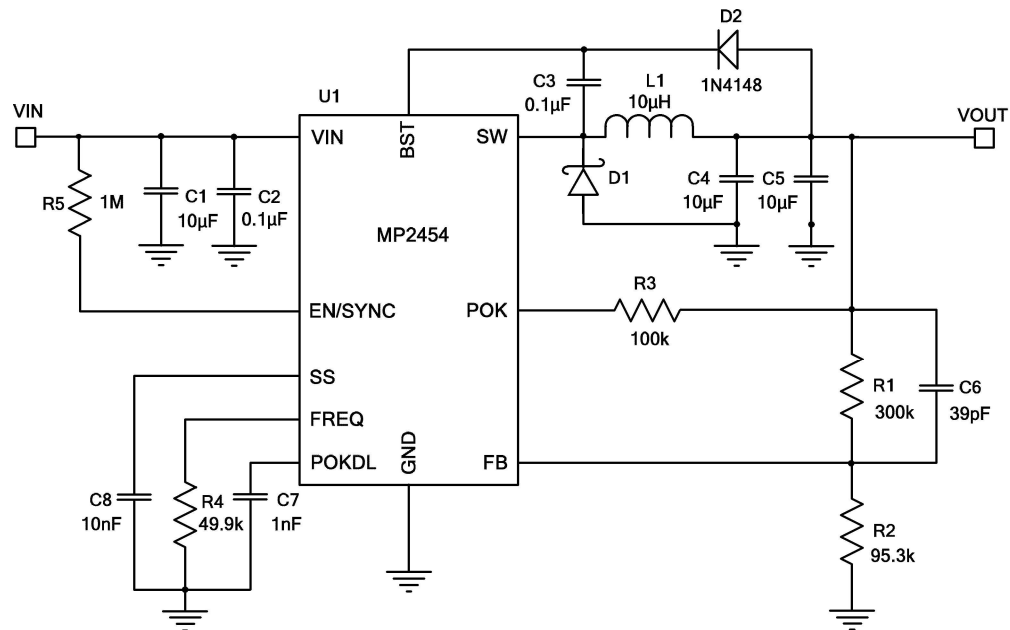 D2
1N4148
C3
0.1µF
L1
10µH
U1
VIN
VOUT
VIN
BST
SW
R5
1M
C1
10µF
C2
0.1µF
D1
C4
10µF
C5
10µF
MP2454
EN/SYNC
POK
R3
100k
SS
R1
300k
C6
39pF
FREQ
POKDL
GND
FB
C8
10nF
R4
49.9k
C7
1nF
R2
95.3k